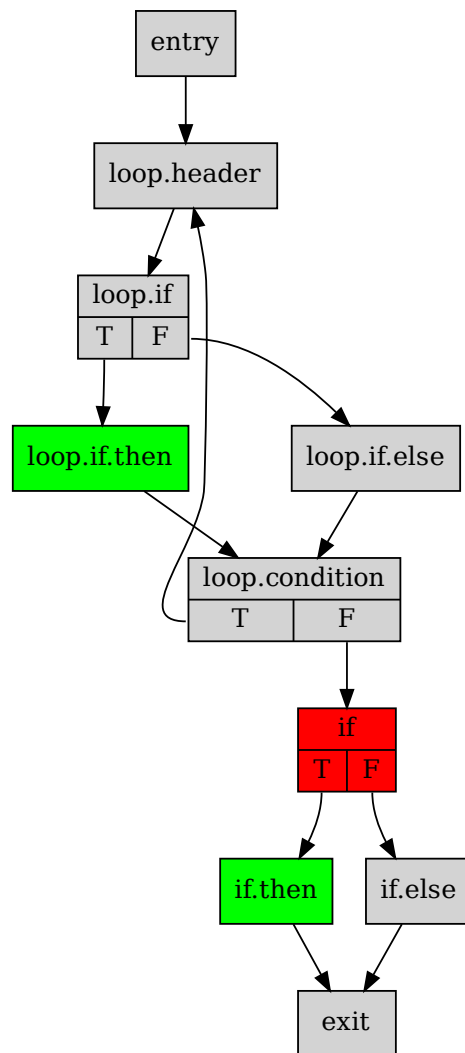 entry
loop.header
loop.if
T F
loop.if.then
loop.if.else
loop.condition
T F
if
T F
if.then
if.else
exit